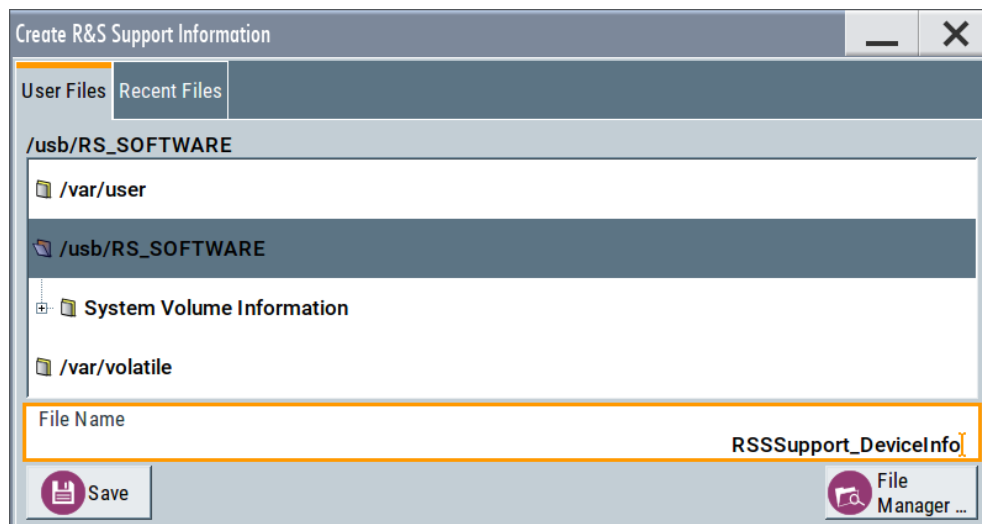 Create R&S Support Information
User Files Recent Files
/usb/RS_SOFTWARE
/var/user
/usb/RS_SOFTWARE
System Volume Information
/var/volatile
File Name
RSSSupport_DeviceInfo
Save
File
Manager ...